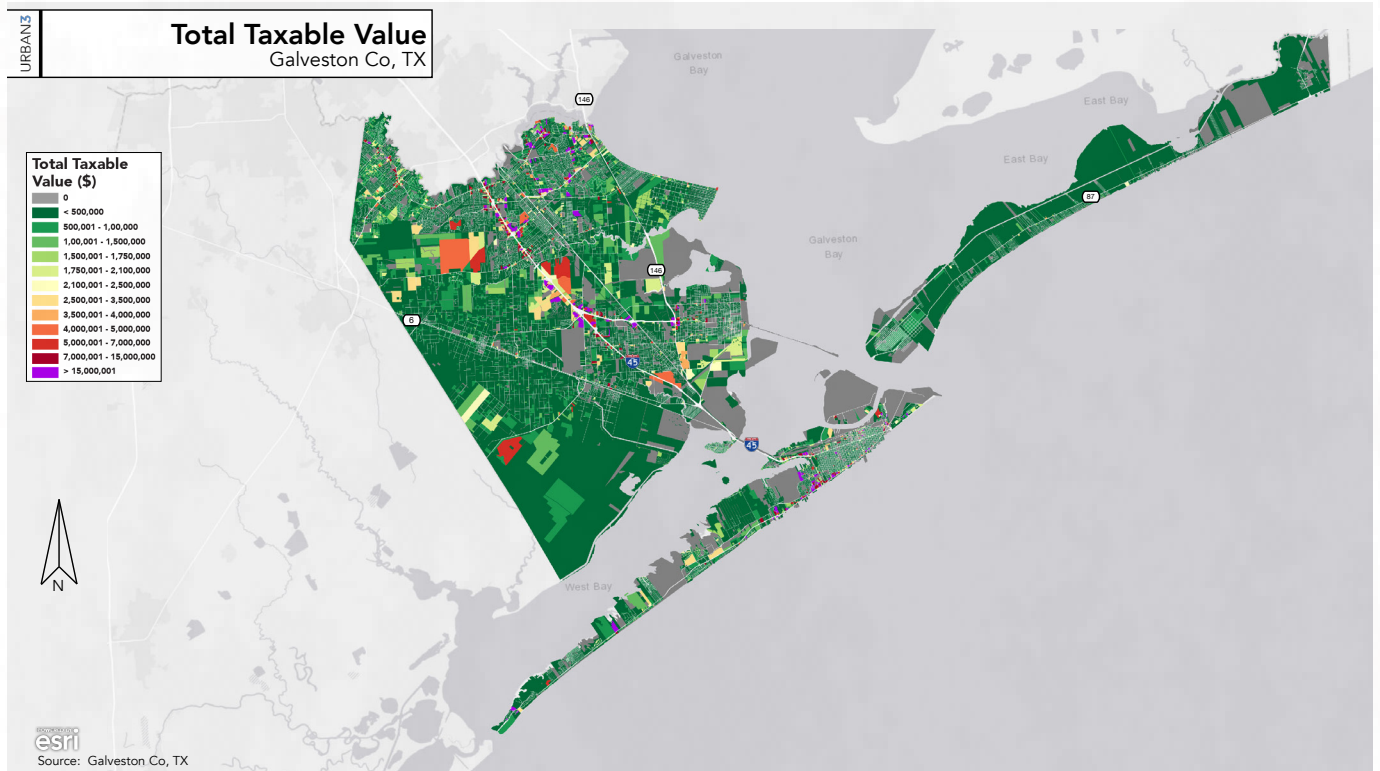 URBAN3
Total Taxable Value
Galveston Co, TX
Galveston
Bay
146
East Bay
East Bay
87
Galveston
Bay
146
6
45
45
West Bay
Total Taxable
Value ($)
0
< 500,000
500,001 - 1,00,000
1,00,001 - 1,500,000
1,500,001 - 1,750,000
1,750,001 - 2,100,000
2,100,001 - 2,500,000
2,500,001 - 3,500,000
3,500,001 - 4,000,000
4,000,001 - 5,000,000
5,000,001 - 7,000,000
7,000,001 - 15,000,000
> 15,000,001
N
esri
Source: Galveston Co, TX